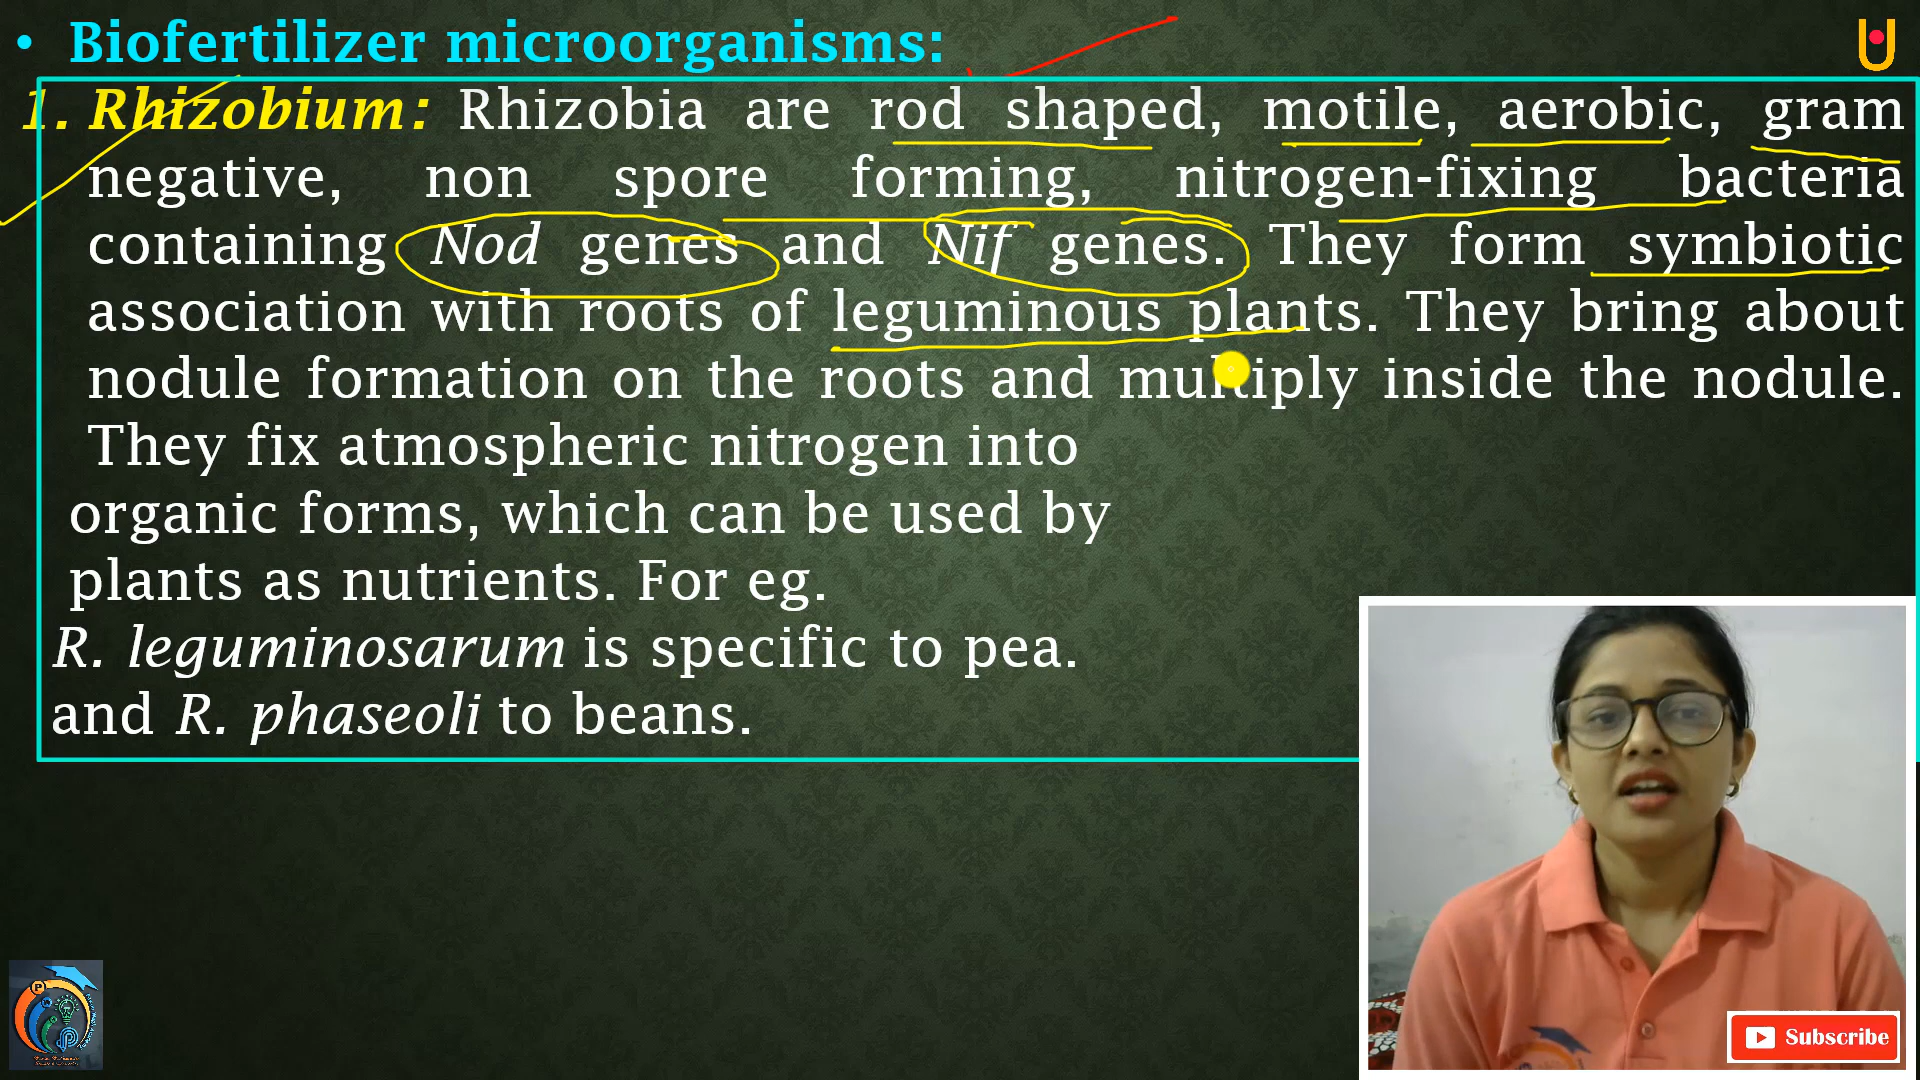 • Biofertilizer microorganisms:
1. Rhizobium: Rhizobia are rod shaped, motile, aerobic, gram
negative, non spore forming, nitrogen-fixing bacteria
containing Nod genes and Nif genes. They form symbiotic
association with roots of leguminous plants. They bring about
nodule formation on the roots and multiply inside the nodule.
They fix atmospheric nitrogen into
organic forms, which can be used by
plants as nutrients. For eg.
R. leguminosarum is specific to pea.
and R. phaseoli to beans.
Subscribe